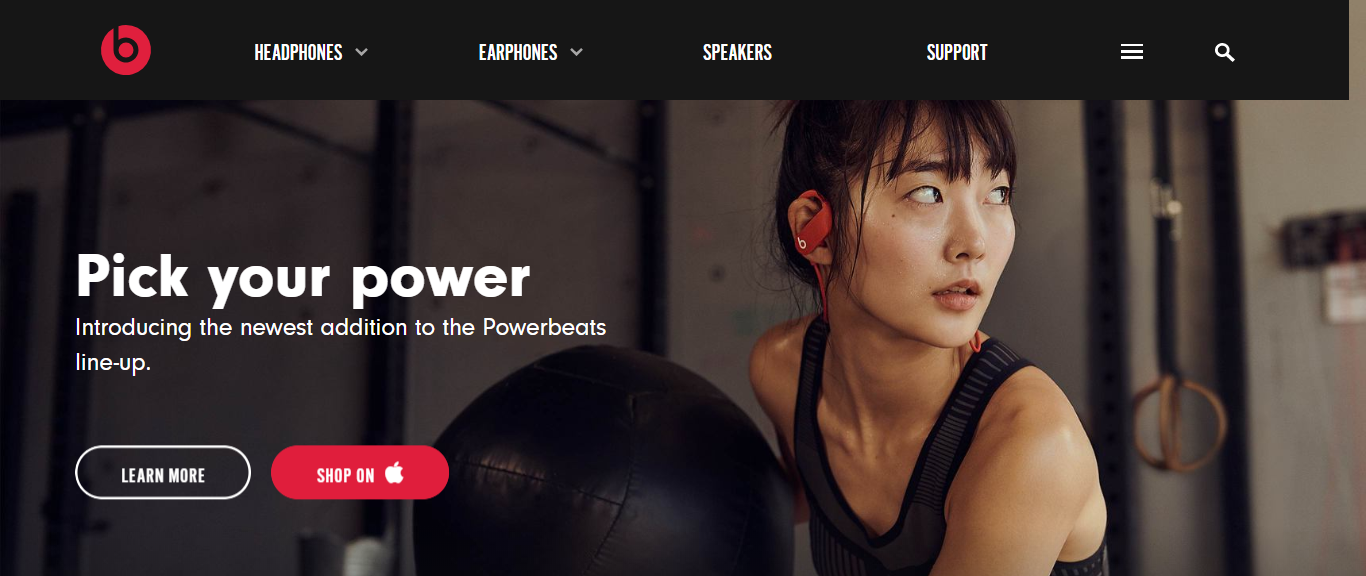 HEADPHONES
EARPHONES
SPEAKERS
SUPPORT
Pick your power
Introducing the newest addition to the Powerbeats
line-up.
LEARN MORE
SHOP ON